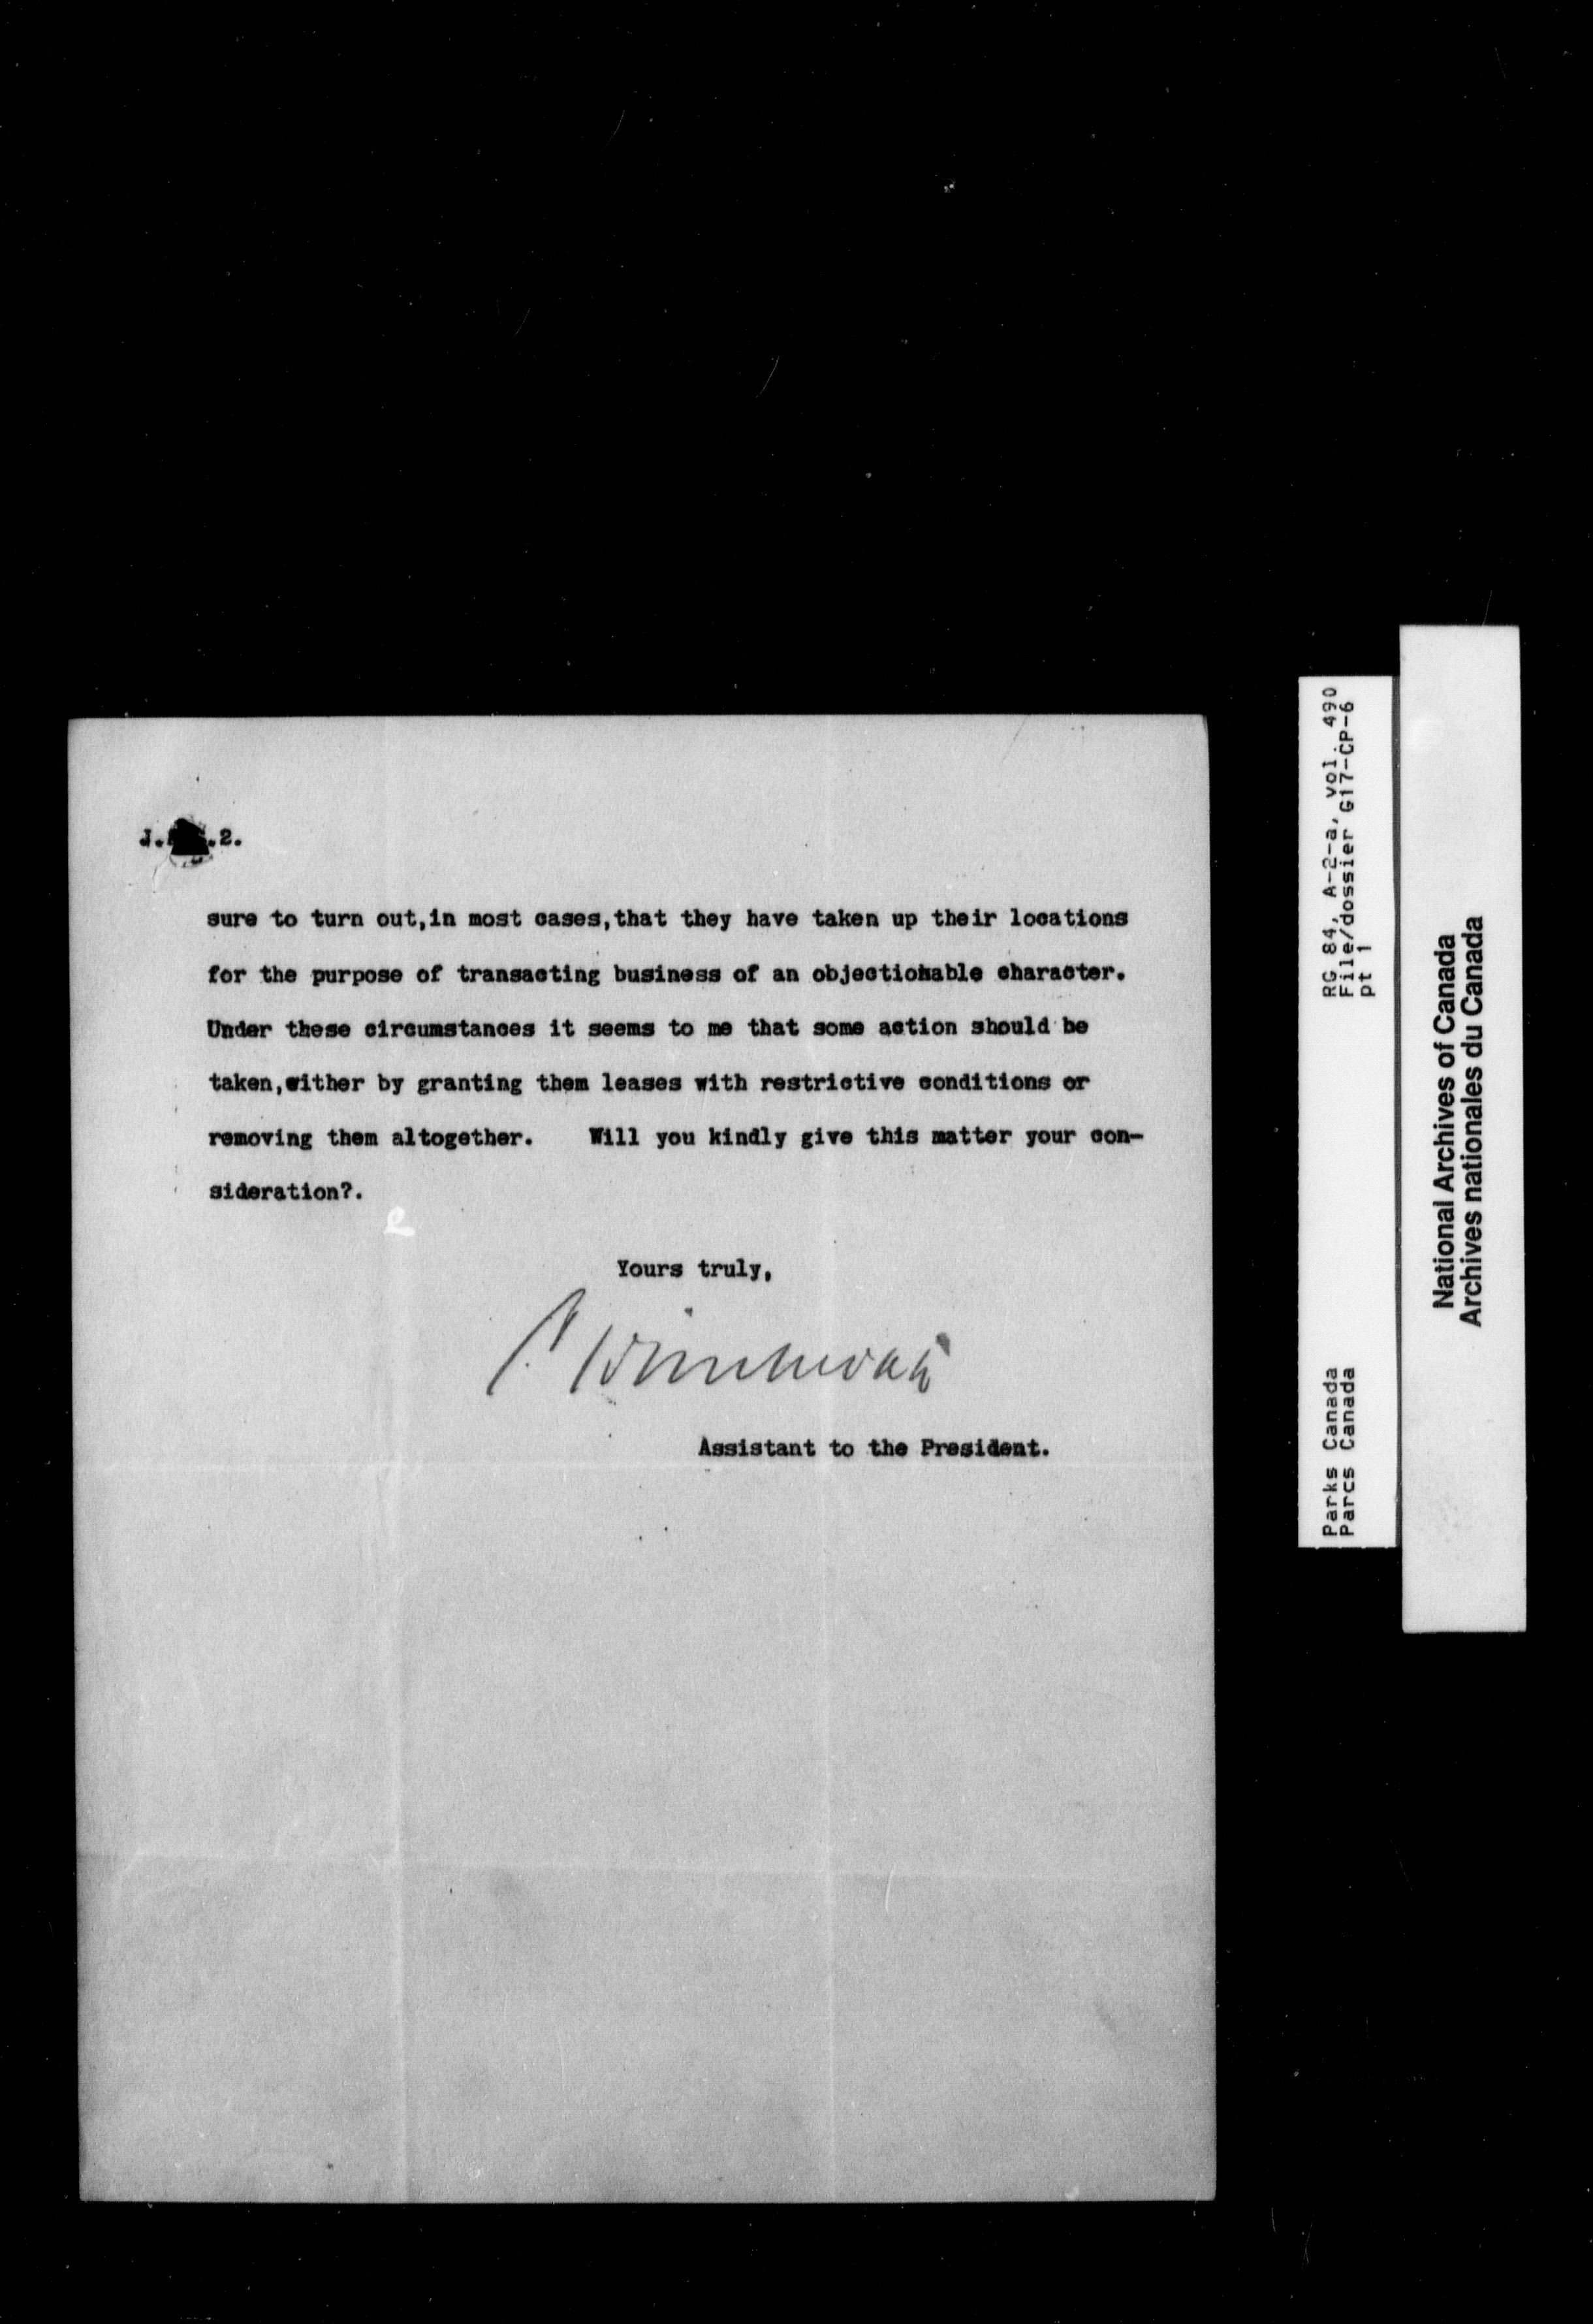 J. .2.
sure to turn out,in most cases,that they have taken up their locations
for the purpose of transacting business of an objectionable character.
Under these circumstances it seems to me that some action should be
taken,either by granting them leases with restrictive conditions or
removing them altogether. Will you kindly give this matter your con-
sideration?.
Yours truly,
Assistant to the President.
RG 84, A-2-a, vol. 490
File/dossier G17-CP-6
pt 1
Parks Canada
Parcs Canada
National Archives of Canada
Archives nationales du Canada